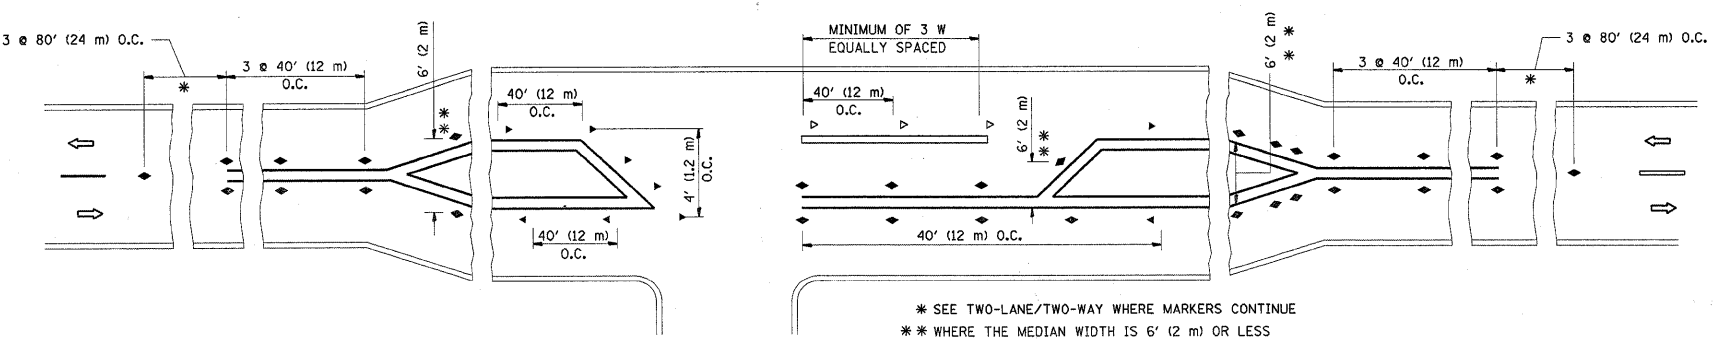 3 @ 80' (24 m) O.C.
3 @ 40' (12 m)
O.C.
*
6' (2 m)
**
40' (12 m)
O.C.
4' (1.2 m)
O.C.
40' (12 m)
O.C.
MINIMUM OF 3 W
EQUALLY SPACED
40' (12 m)
O.C.
6' (2 m)
**
40' (12 m) O.C.
6' (2 m)
**
3 @ 40' (12 m)
O.C.
*
3 @ 80' (24 m) O.C.
* SEE TWO-LANE/TWO-WAY WHERE MARKERS CONTINUE
** WHERE THE MEDIAN WIDTH IS 6' (2 m) OR LESS